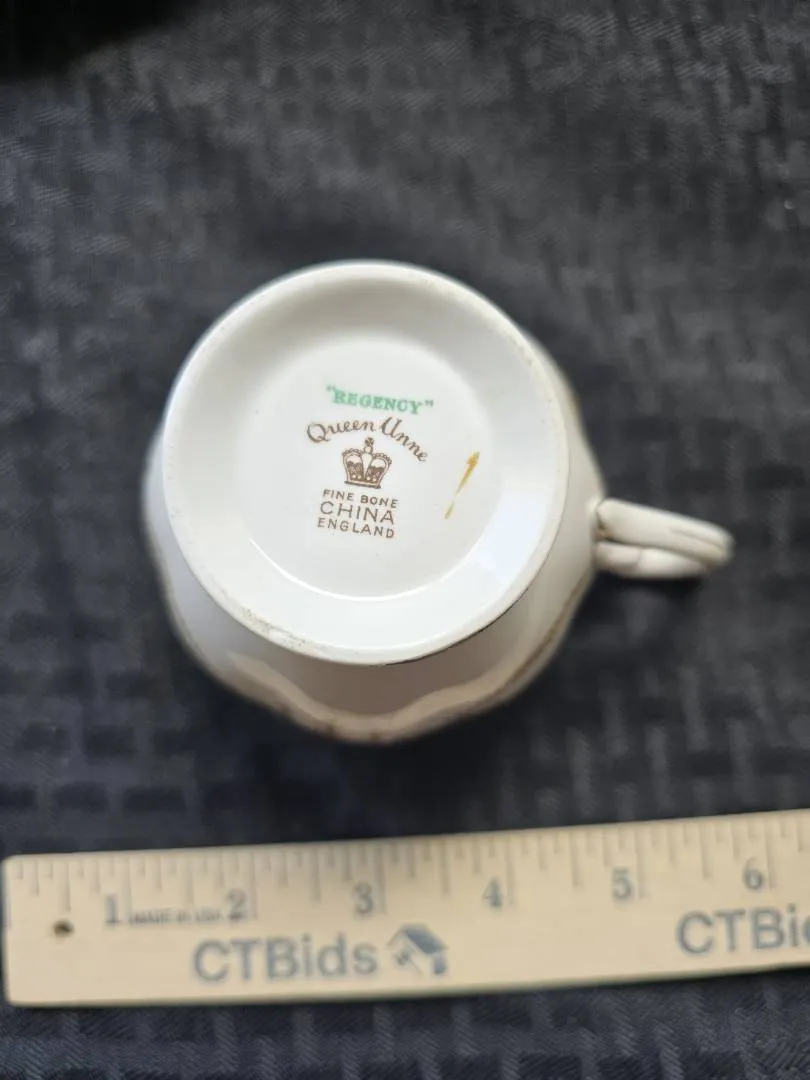 "REGENCY"
Queen Anne
FINE BONE
CHINA
ENGLAND
1 MADE IN USA 2 3 4 5 6
CTBids CTBi